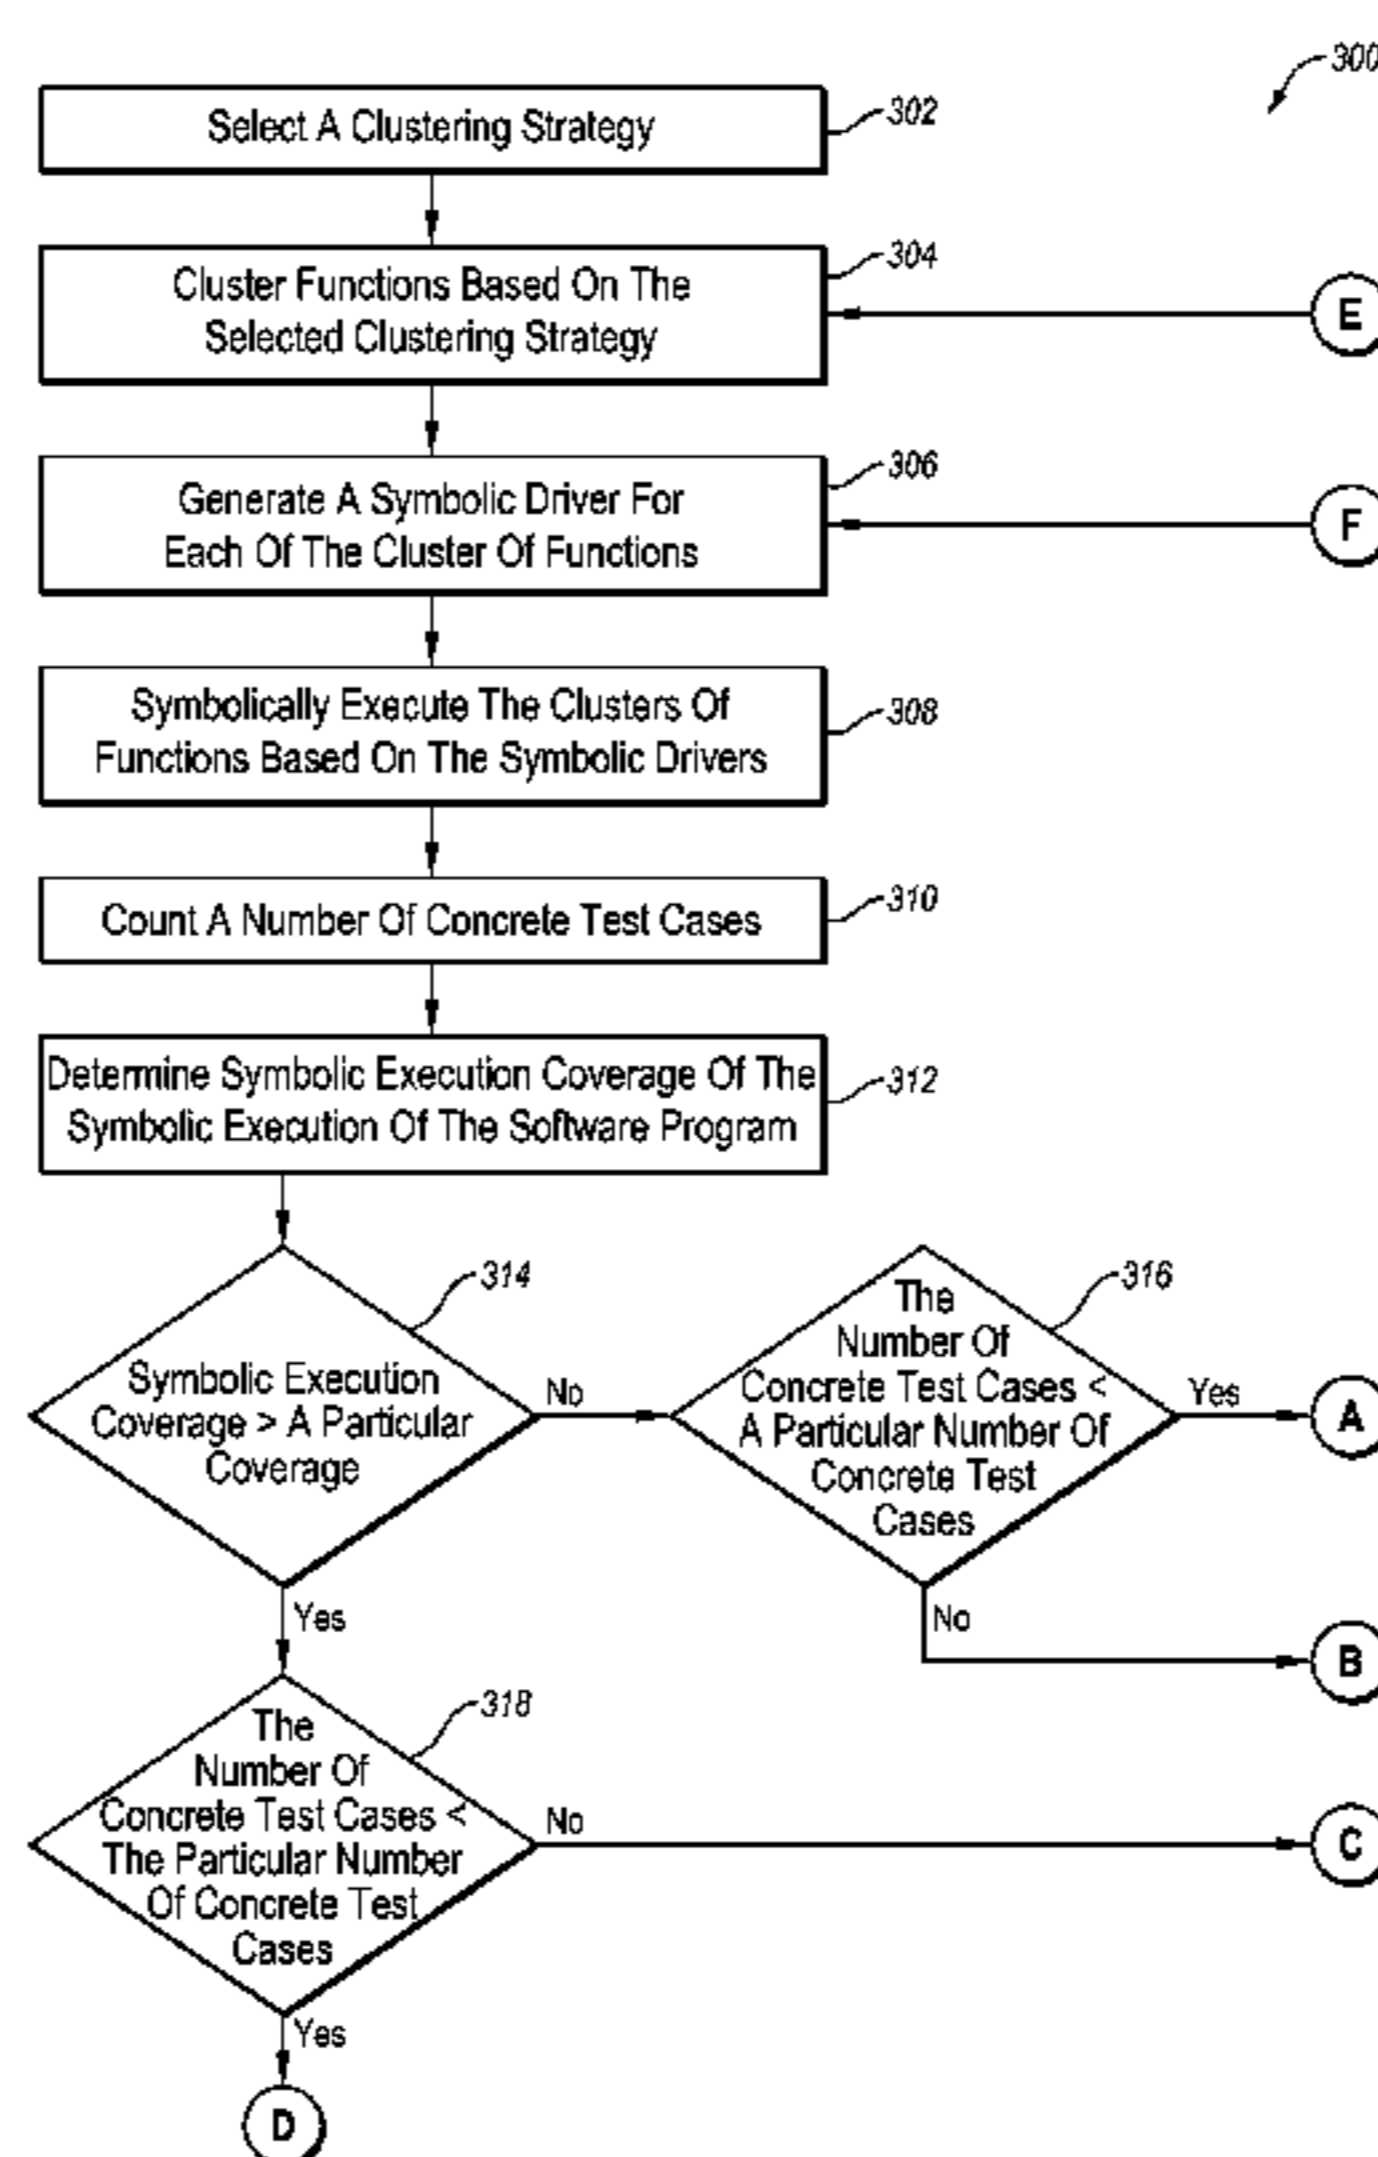 300
Select A Clustering Strategy
302
Cluster Functions Based On The
Selected Clustering Strategy
304
E
Generate A Symbolic Driver For
Each Of The Cluster Of Functions
306
F
Symbolically Execute The Clusters Of
Functions Based On The Symbolic Drivers
308
Count A Number Of Concrete Test Cases
310
Determine Symbolic Execution Coverage Of The
Symbolic Execution Of The Software Program
312
314
Symbolic Execution
Coverage > A Particular
Coverage
No
316
The
Number Of
Concrete Test Cases <
A Particular Number Of
Concrete Test
Cases
Yes
A
Yes
No
B
318
The
Number Of
Concrete Test Cases <
The Particular Number
Of Concrete Test
Cases
No
C
Yes
D